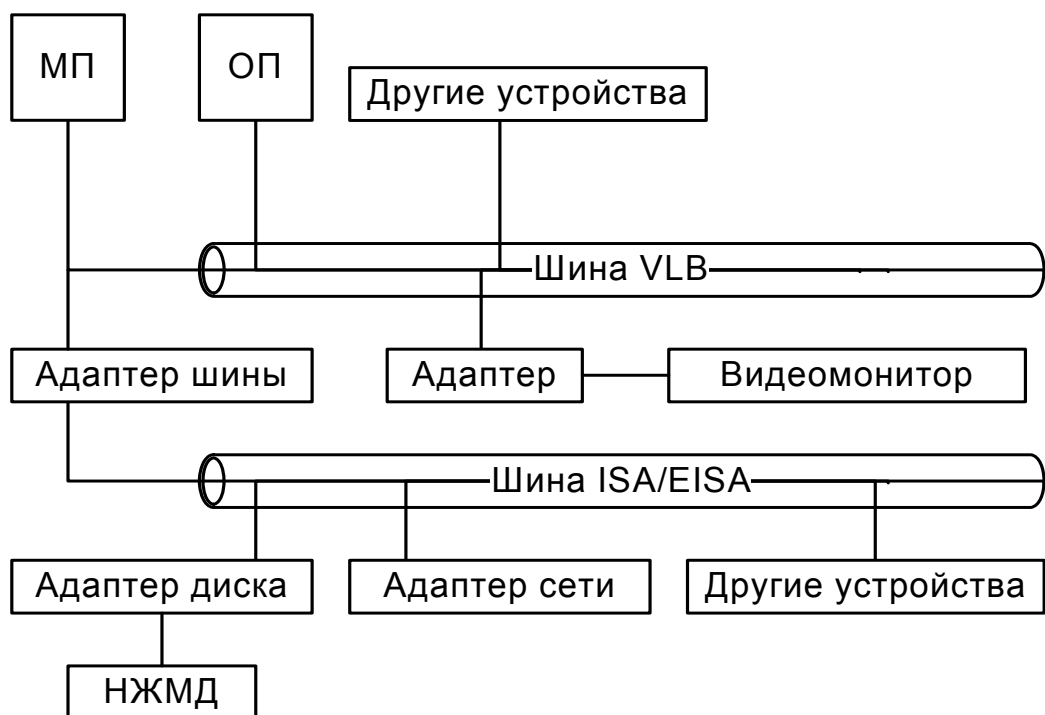 МП
ОП
Другие устройства
Шина VLB
Адаптер шины
Адаптер
Видеомонитор
Шина ISA/EISA
Адаптер диска
Адаптер сети
Другие устройства
НЖМД